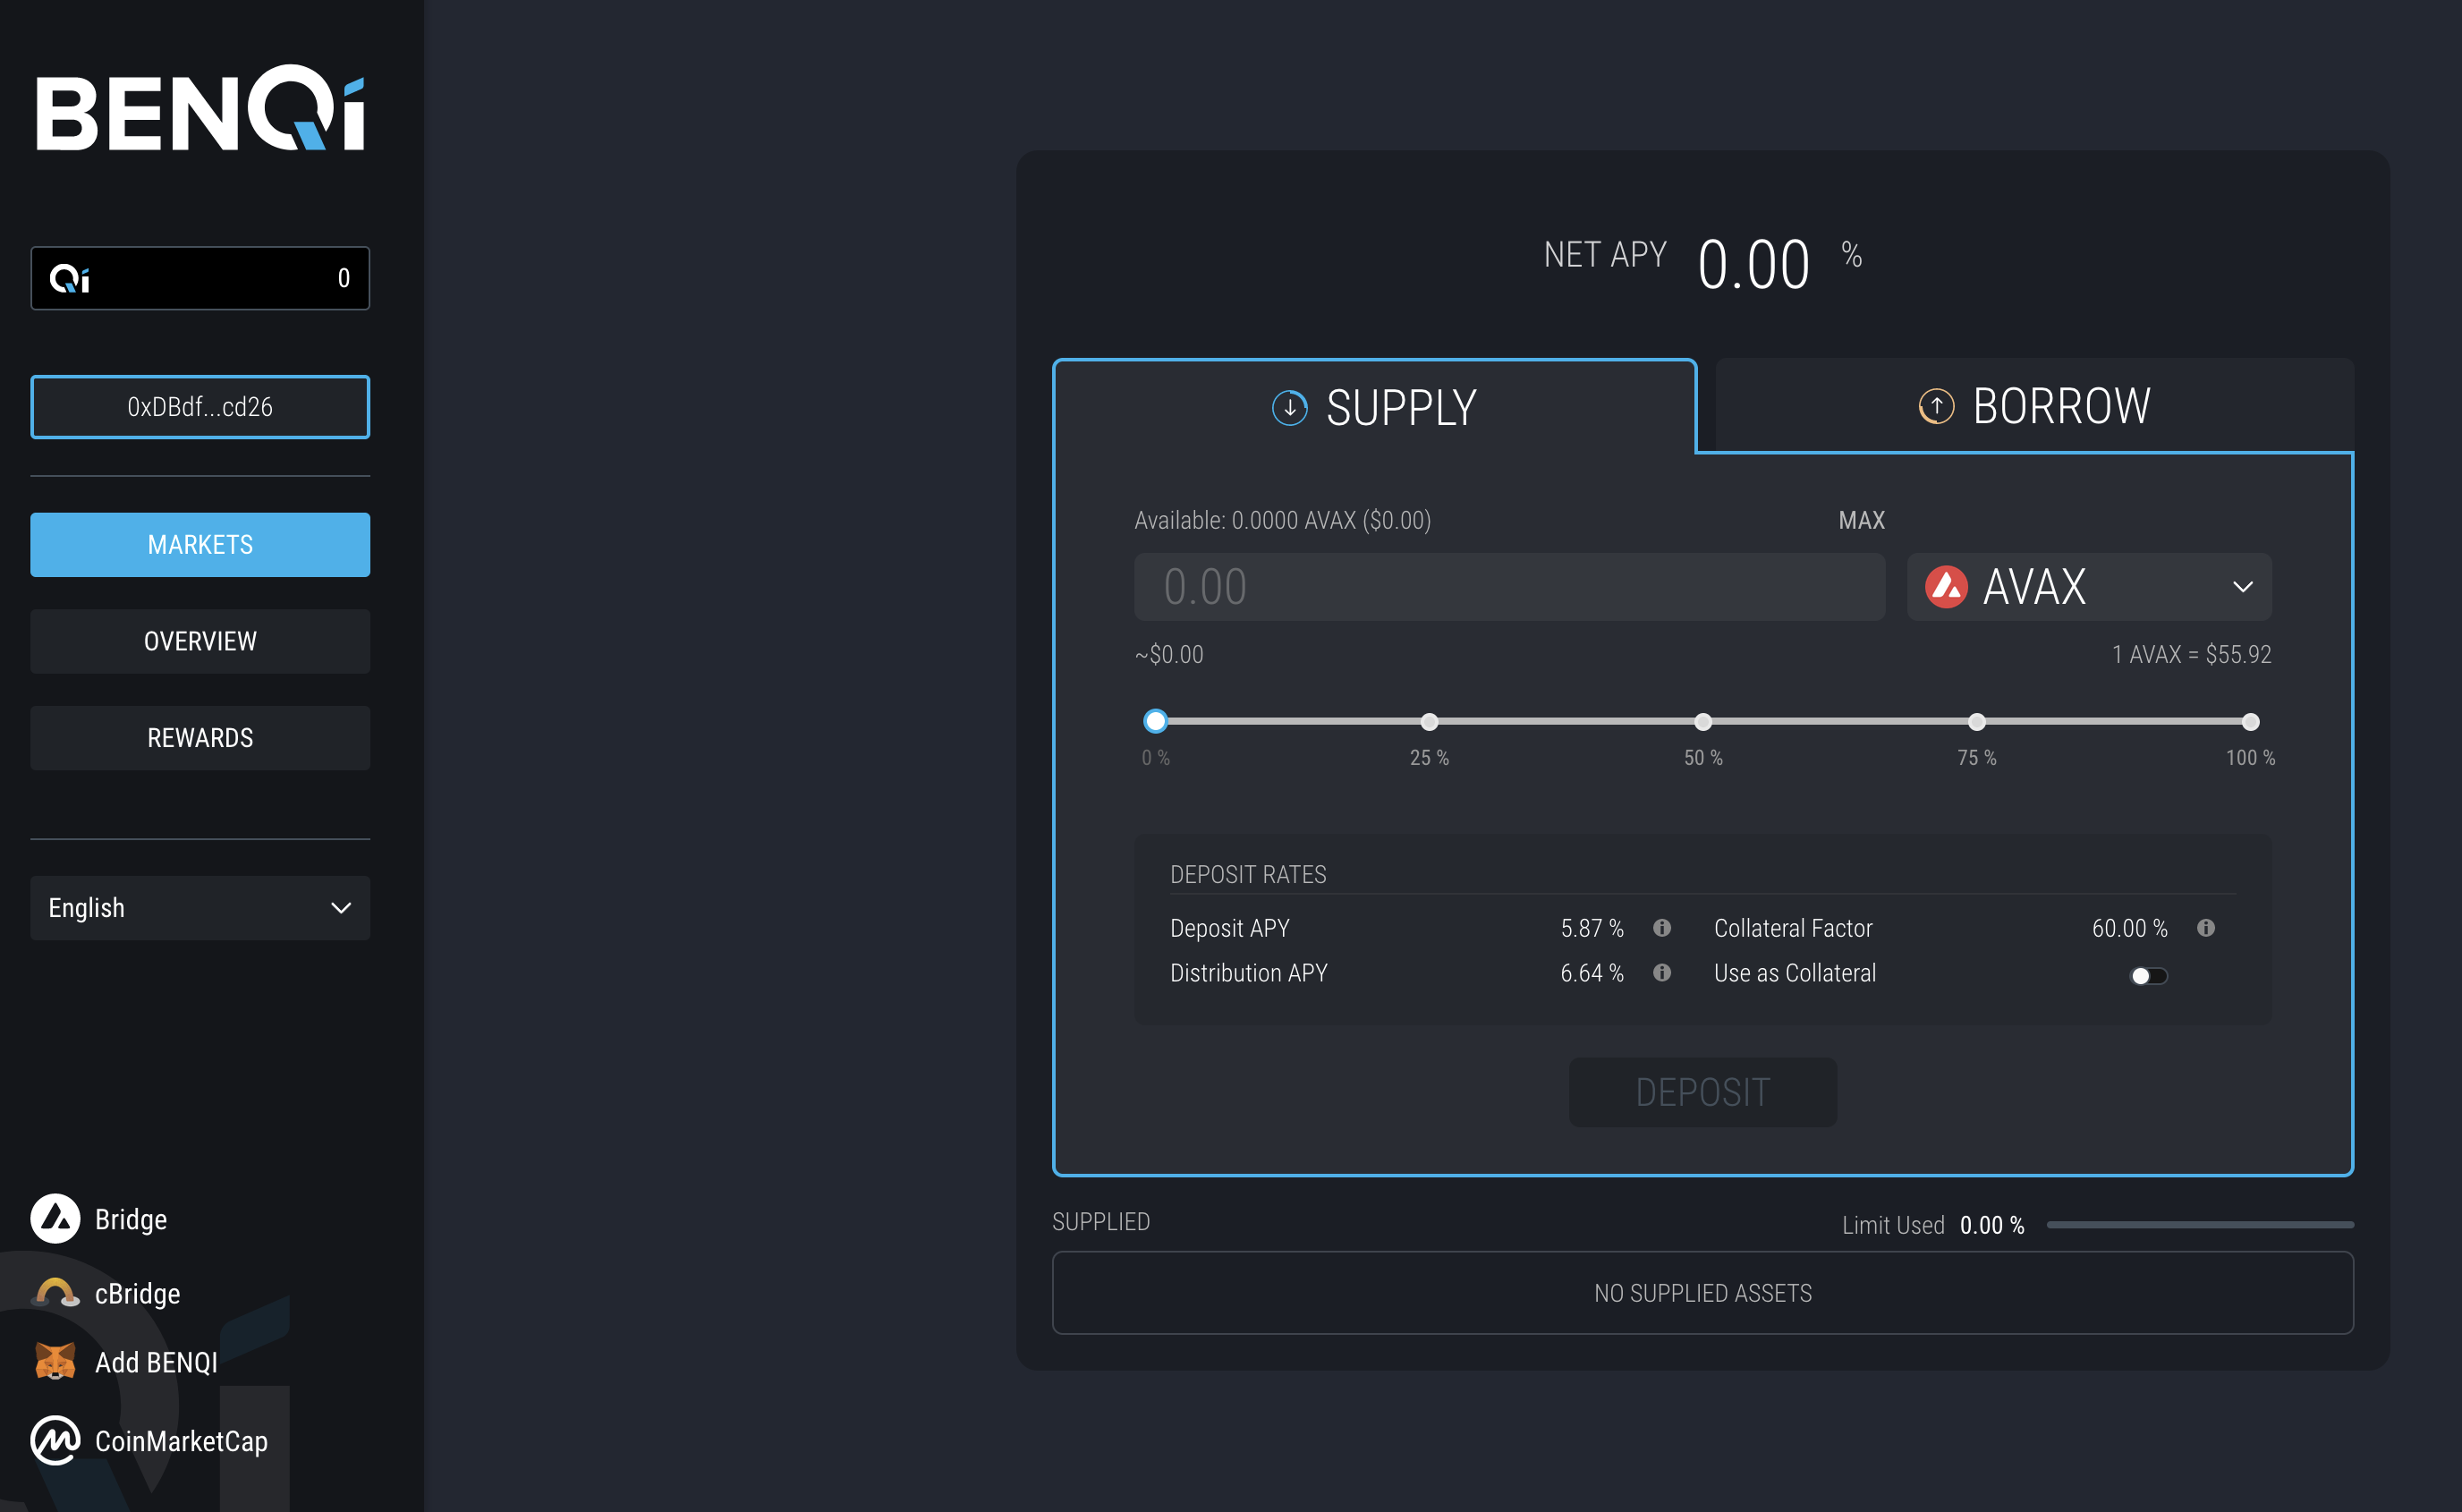 BENQi
Qi 0
0xDBdf...cd26
MARKETS
OVERVIEW
REWARDS
English
Bridge
cBridge
Add BENQI
CoinMarketCap
NET APY 0.00 %
SUPPLY BORROW
Available: 0.0000 AVAX ($0.00) MAX
0.00 AVAX
~$0.00 1 AVAX = $55.92
0 % 25 % 50 % 75 % 100 %
DEPOSIT RATES
Deposit APY 5.87 % Collateral Factor 60.00 %
Distribution APY 6.64 % Use as Collateral
DEPOSIT
SUPPLIED Limit Used 0.00 %
NO SUPPLIED ASSETS